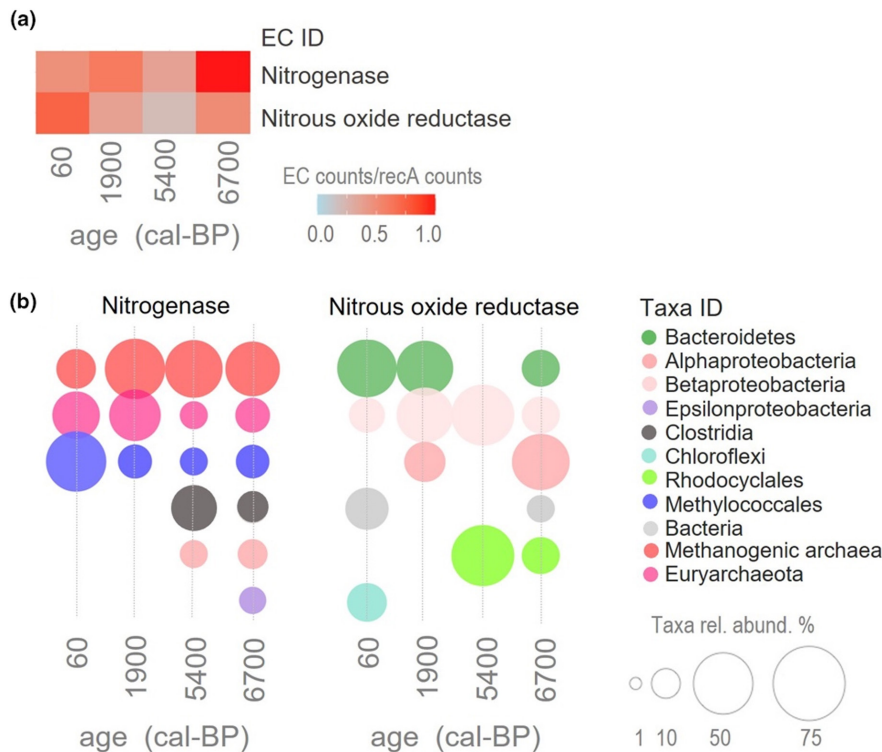 (a)
EC ID
Nitrogenase
Nitrous oxide reductase
60 1900 5400 6700
age (cal-BP)
EC counts/recA counts
0.0 0.5 1.0
(b)
Nitrogenase
Nitrous oxide reductase
60 1900 5400 6700
age (cal-BP)
60 1900 5400 6700
age (cal-BP)
Taxa ID
Bacteroidetes
Alphaproteobacteria
Betaproteobacteria
Epsilonproteobacteria
Clostridia
Chloroflexi
Rhodocyclales
Methylococcales
Bacteria
Methanogenic archaea
Euryarchaeota
Taxa rel. abund. %
1 10 50 75